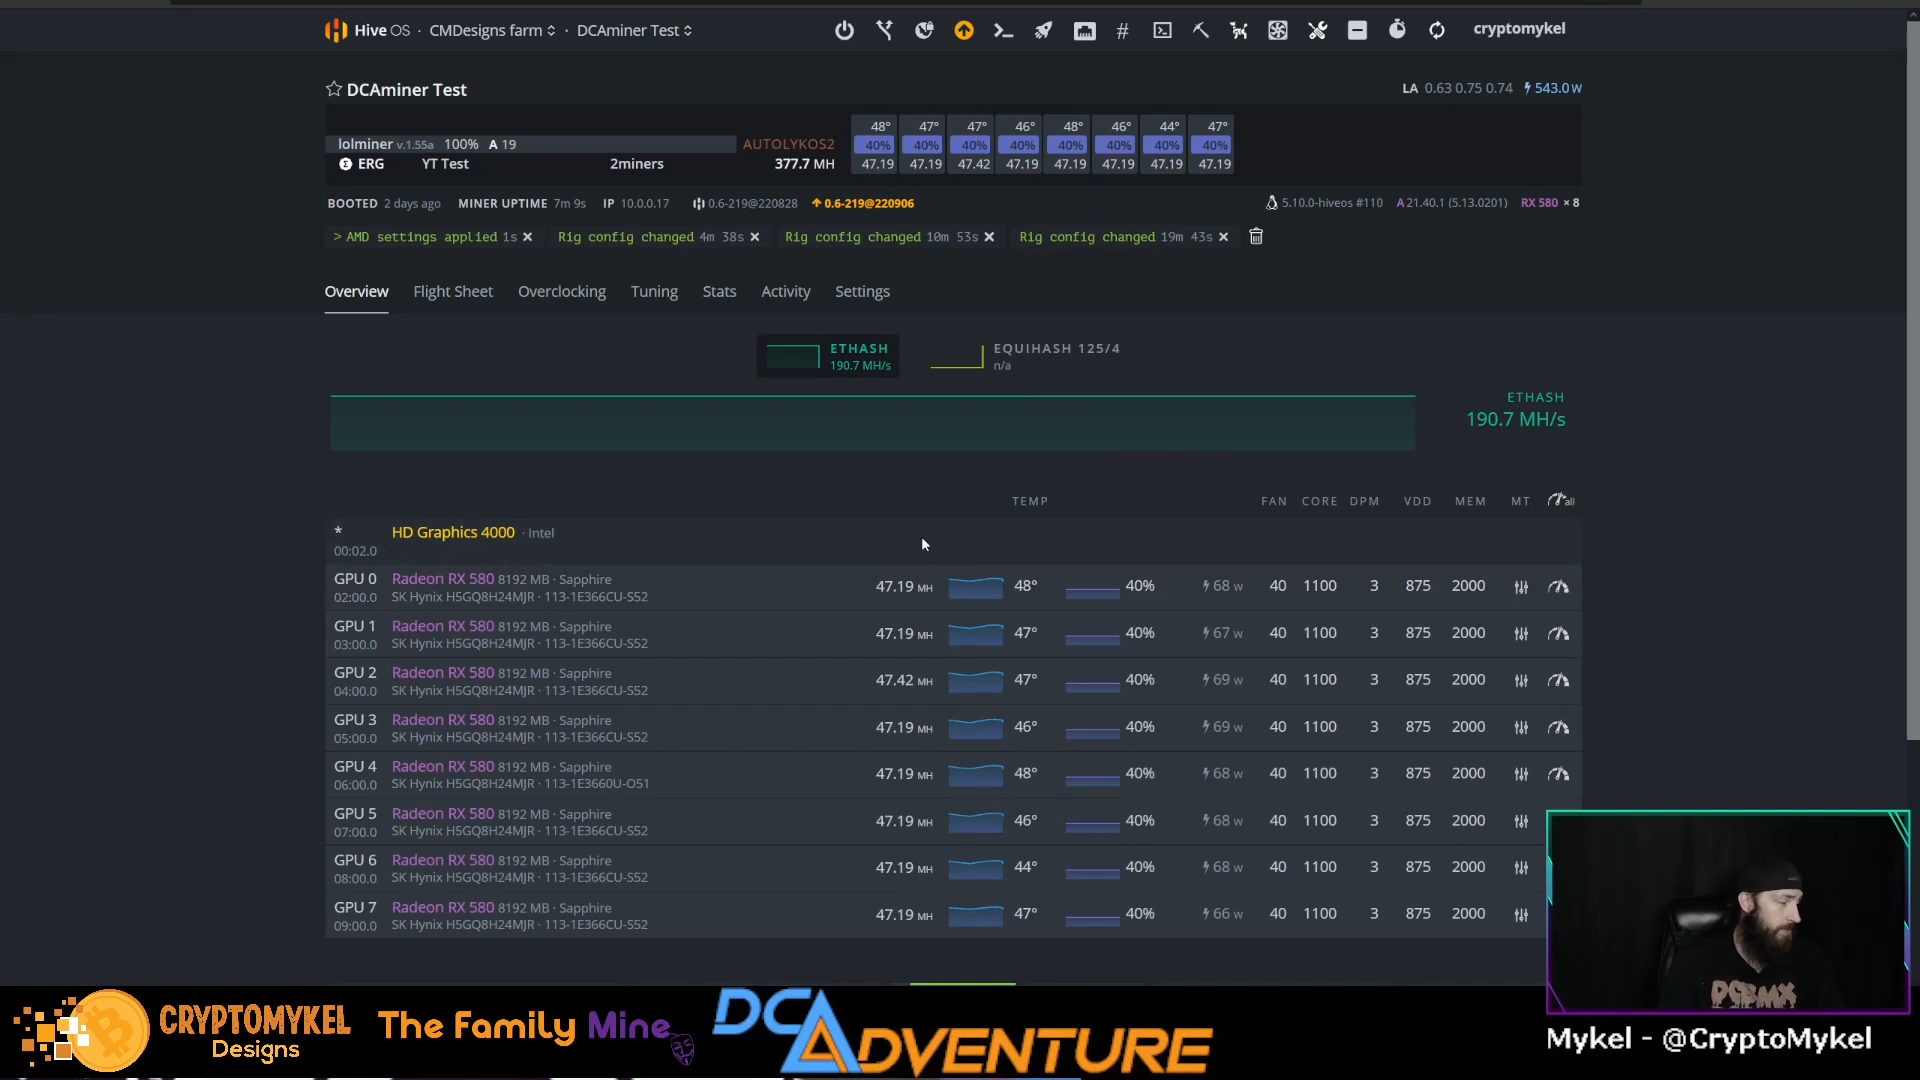 Hive OS · CMDesigns farm · DCAminer Test
cryptomykel
DCAminer Test
LA 0.63 0.75 0.74 543.0 W
48° 47° 47° 46° 48° 46° 44° 47°
lolminer v.1.55a 100% A 19 AUTOLYKOS2
40% 40% 40% 40% 40% 40% 40% 40%
ERG YT Test 2miners 377.7 MH
47.19 47.19 47.42 47.19 47.19 47.19 47.19 47.19
BOOTED 2 days ago MINER UPTIME 7m 9s IP 10.0.0.17 0.6-219@220828 0.6-219@220906
5.10.0-hiveos #110 A 21.40.1 (5.13.0201) RX 580 × 8
> AMD settings applied 1s × Rig config changed 4m 38s × Rig config changed 10m 53s × Rig config changed 19m 43s ×
Overview Flight Sheet Overclocking Tuning Stats Activity Settings
ETHASH
190.7 MH/s
EQUIHASH 125/4
n/a
ETHASH
190.7 MH/s
TEMP FAN CORE DPM VDD MEM MT all
* HD Graphics 4000 · Intel
00:02.0
GPU 0 Radeon RX 580 8192 MB · Sapphire 47.19 MH 48° 40% 68 W 40 1100 3 875 2000
02:00.0 SK Hynix H5GQ8H24MJR · 113-1E366CU-S52
GPU 1 Radeon RX 580 8192 MB · Sapphire 47.19 MH 47° 40% 67 W 40 1100 3 875 2000
03:00.0 SK Hynix H5GQ8H24MJR · 113-1E366CU-S52
GPU 2 Radeon RX 580 8192 MB · Sapphire 47.42 MH 47° 40% 69 W 40 1100 3 875 2000
04:00.0 SK Hynix H5GQ8H24MJR · 113-1E366CU-S52
GPU 3 Radeon RX 580 8192 MB · Sapphire 47.19 MH 46° 40% 69 W 40 1100 3 875 2000
05:00.0 SK Hynix H5GQ8H24MJR · 113-1E366CU-S52
GPU 4 Radeon RX 580 8192 MB · Sapphire 47.19 MH 48° 40% 68 W 40 1100 3 875 2000
06:00.0 SK Hynix H5GQ8H24MJR · 113-1E3660U-O51
GPU 5 Radeon RX 580 8192 MB · Sapphire 47.19 MH 46° 40% 68 W 40 1100 3 875 2000
07:00.0 SK Hynix H5GQ8H24MJR · 113-1E366CU-S52
GPU 6 Radeon RX 580 8192 MB · Sapphire 47.19 MH 44° 40% 68 W 40 1100 3 875 2000
08:00.0 SK Hynix H5GQ8H24MJR · 113-1E366CU-S52
GPU 7 Radeon RX 580 8192 MB · Sapphire 47.19 MH 47° 40% 66 W 40 1100 3 875 2000
09:00.0 SK Hynix H5GQ8H24MJR · 113-1E366CU-S52
CRYPTOMYKEL
Designs
The Family Mine
DCADVENTURE
Mykel - @CryptoMykel